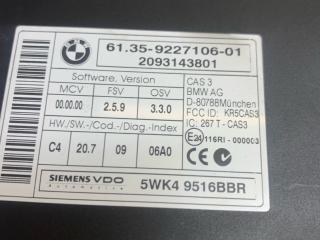 BMW
61.35-9227106-01
2093143801
Software, Version
MCV FSV OSV
00.00.00 2.5.9 3.3.0
HW./SW.-/Cod.-/Diag.-Index
C4 20.7 09 06A0
CAS 3
BMW AG
D-80788München
FCC ID: KR5CAS3
IC: 267 T-CAS3
E24 116RI-000003
SIEMENS VDO
Automotive
5WK4 9516BBR